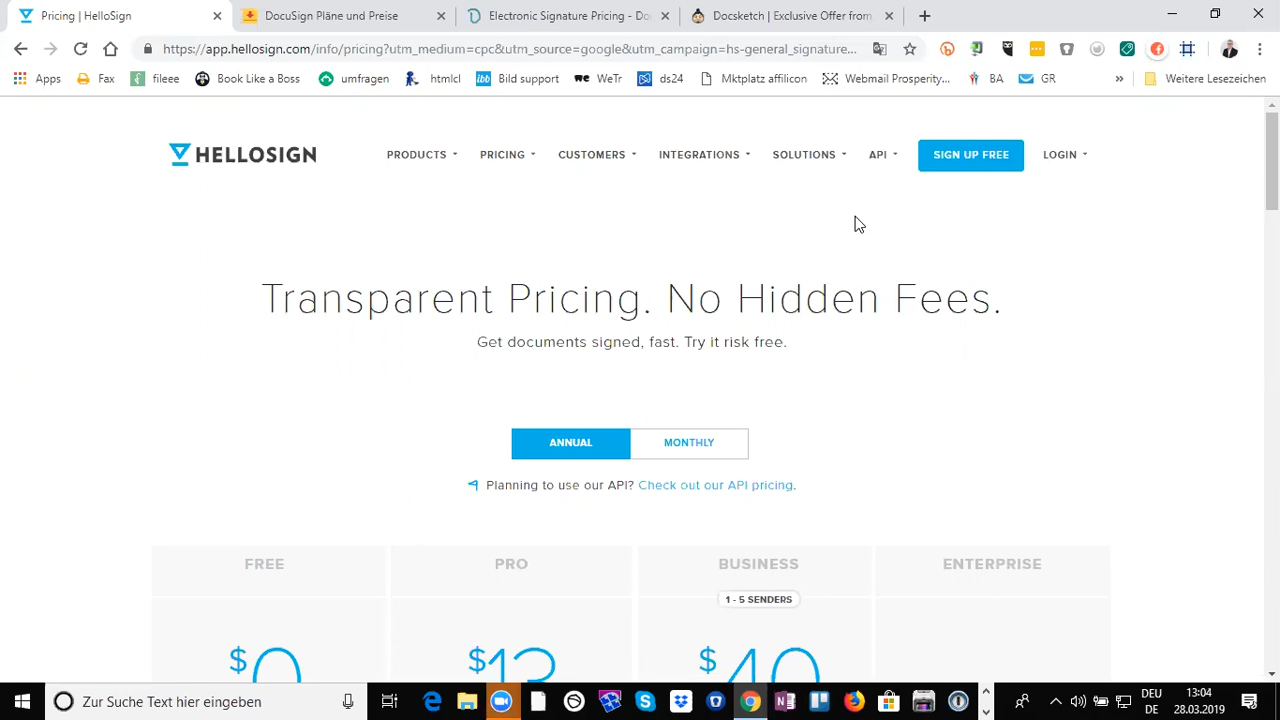 Pricing | HelloSign
DocuSign Pläne und Preise
Electronic Signature Pricing - Do
Docsketch | Exclusive Offer from
https://app.hellosign.com/info/pricing?utm_medium=cpc&utm_source=google&utm_campaign=hs-general_signature...
Apps
Fax
fileee
Book Like a Boss
umfragen
htmlcl
ibb Bild support
WeTr
ds24
Mktplatz affilicon
Webmail Prosperity...
BA
GR
»
Weitere Lesezeichen
HELLOSIGN
PRODUCTS
PRICING
CUSTOMERS
INTEGRATIONS
SOLUTIONS
API
SIGN UP FREE
LOGIN
Transparent Pricing. No Hidden Fees.
Get documents signed, fast. Try it risk free.
ANNUAL
MONTHLY
Planning to use our API? Check out our API pricing.
FREE
PRO
BUSINESS
ENTERPRISE
1 - 5 SENDERS
$0
$13
$40
Zur Suche Text hier eingeben
DEU
DE
13:04
28.03.2019